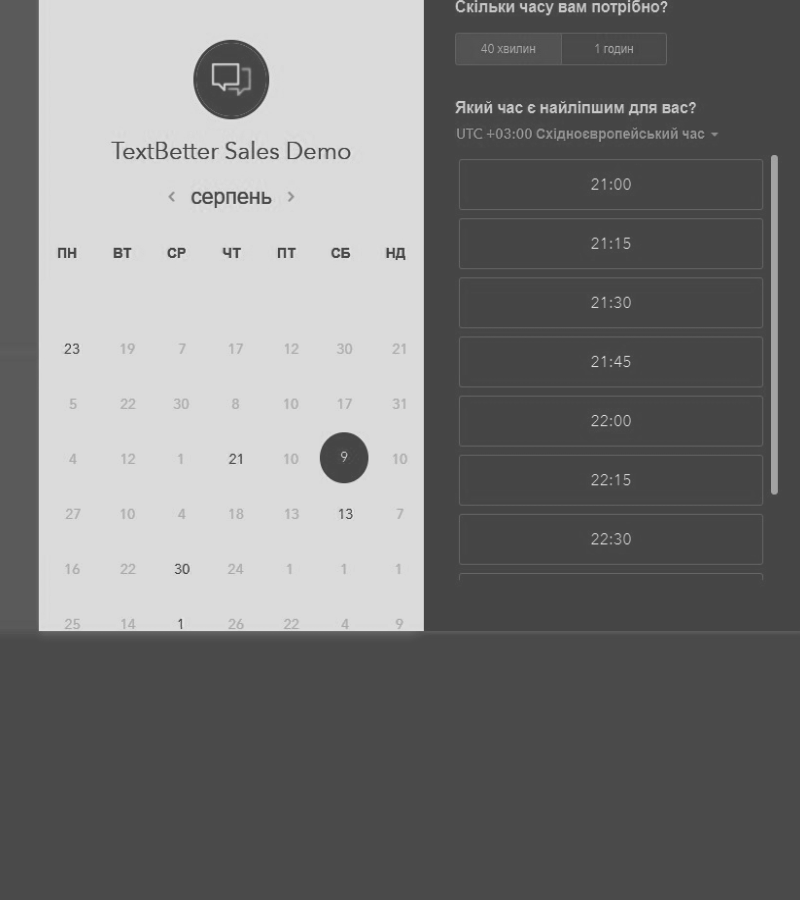 TextBetter Sales Demo
серпень
ПН ВТ СР ЧТ ПТ СБ НД
23 19 7 17 12 30 21
5 22 30 8 10 17 31
4 12 1 21 10 9 10
27 10 4 18 13 13 7
16 22 30 24 1 1 1
25 14 1 26 22 4 9
Скільки часу вам потрібно?
40 хвилин 1 годин
Який час є найліпшим для вас?
UTC +03:00 Східноєвропейський час
21:00
21:15
21:30
21:45
22:00
22:15
22:30